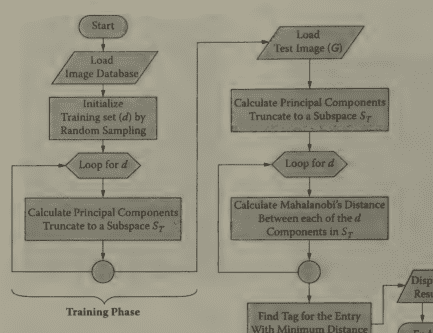 Start
Load
Image Database
Initialize
Training set (d) by
Random Sampling
Loop for d
Calculate Principal Components
Truncate to a Subspace S_T
Training Phase
Load
Test Image (G)
Calculate Principal Components
Truncate to a Subspace S_T
Loop for d
Calculate Mahalanobi's Distance
Between each of the d
Components in S_T
Find Tag for the Entry
With Minimum Distance